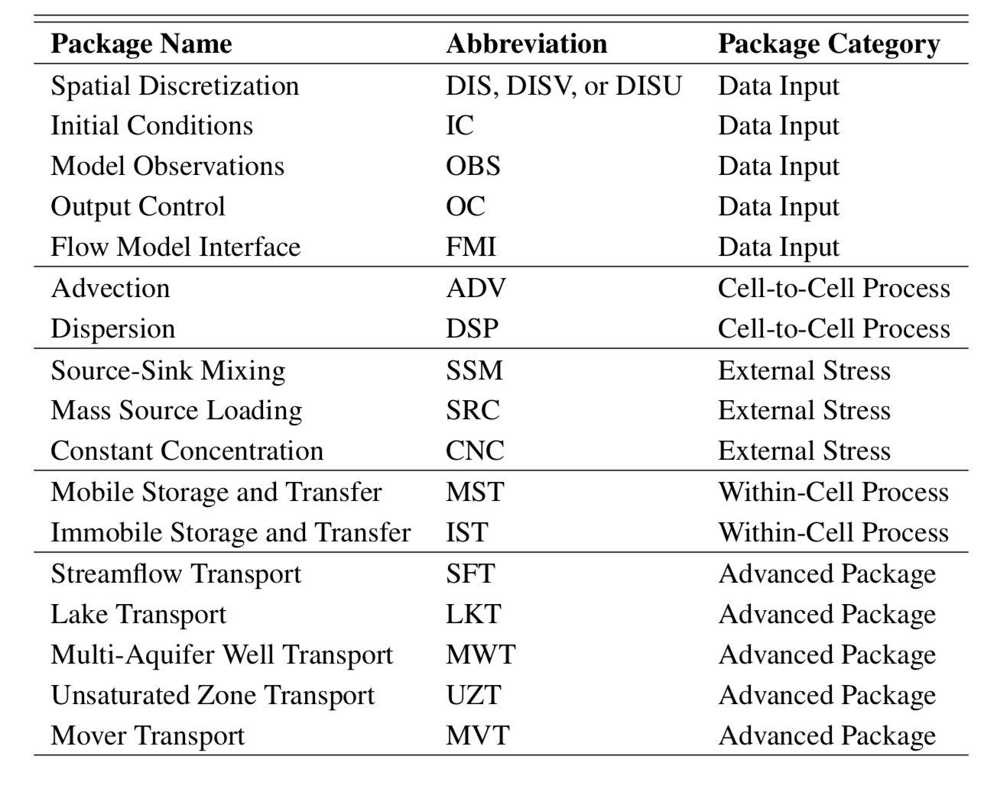 Package Name Abbreviation Package Category
Spatial Discretization DIS, DISV, or DISU Data Input
Initial Conditions IC Data Input
Model Observations OBS Data Input
Output Control OC Data Input
Flow Model Interface FMI Data Input
Advection ADV Cell-to-Cell Process
Dispersion DSP Cell-to-Cell Process
Source-Sink Mixing SSM External Stress
Mass Source Loading SRC External Stress
Constant Concentration CNC External Stress
Mobile Storage and Transfer MST Within-Cell Process
Immobile Storage and Transfer IST Within-Cell Process
Streamflow Transport SFT Advanced Package
Lake Transport LKT Advanced Package
Multi-Aquifer Well Transport MWT Advanced Package
Unsaturated Zone Transport UZT Advanced Package
Mover Transport MVT Advanced Package